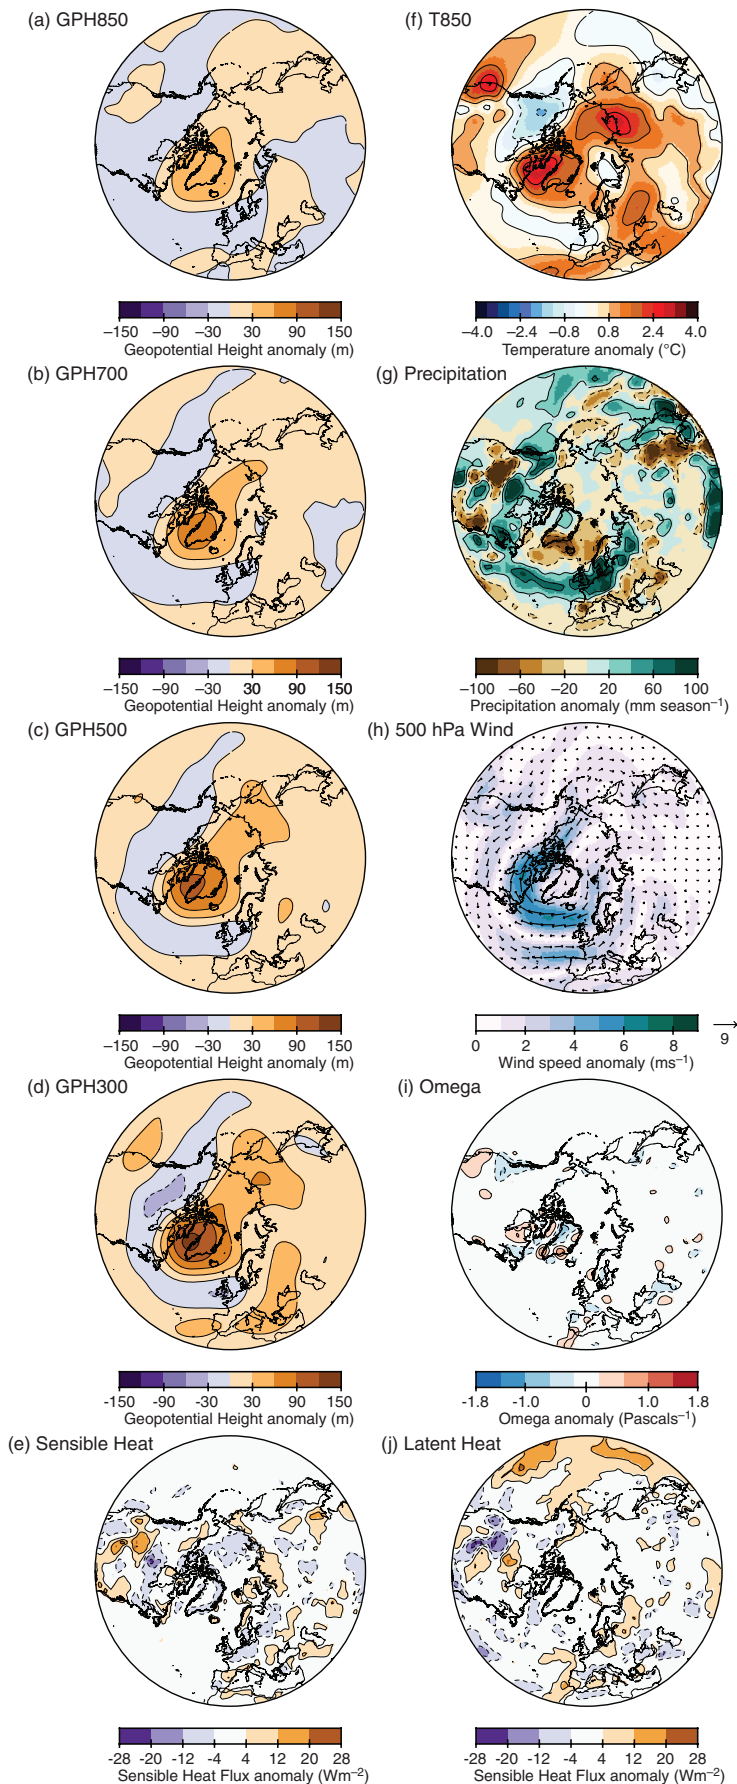 (a) GPH850
(f) T850
−150 −90 −30 30 90 150
Geopotential Height anomaly (m)
−4.0 −2.4 −0.8 0.8 2.4 4.0
Temperature anomaly (°C)
(b) GPH700
(g) Precipitation
−150 −90 −30 30 90 150
Geopotential Height anomaly (m)
−100 −60 −20 20 60 100
Precipitation anomaly (mm season⁻¹)
(c) GPH500
(h) 500 hPa Wind
−150 −90 −30 30 90 150
Geopotential Height anomaly (m)
0 2 4 6 8
9
Wind speed anomaly (ms⁻¹)
(d) GPH300
(i) Omega
−150 −90 −30 30 90 150
Geopotential Height anomaly (m)
-1.8 -1.0 0 1.0 1.8
Omega anomaly (Pascals⁻¹)
(e) Sensible Heat
(j) Latent Heat
-28 -20 -12 -4 4 12 20 28
Sensible Heat Flux anomaly (Wm⁻²)
-28 -20 -12 -4 4 12 20 28
Sensible Heat Flux anomaly (Wm⁻²)